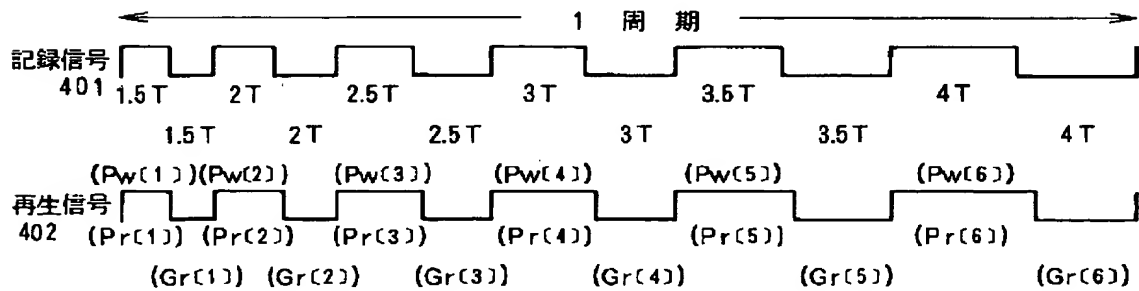 1 周 期
記録信号
401
1.5T 2T 2.5T 3T 3.5T 4T
1.5T 2T 2.5T 3T 3.5T 4T
(Pw(1)) (Pw(2)) (Pw(3)) (Pw(4)) (Pw(5)) (Pw(6))
再生信号
402
(Pr(1)) (Pr(2)) (Pr(3)) (Pr(4)) (Pr(5)) (Pr(6))
(Gr(1)) (Gr(2)) (Gr(3)) (Gr(4)) (Gr(5)) (Gr(6))